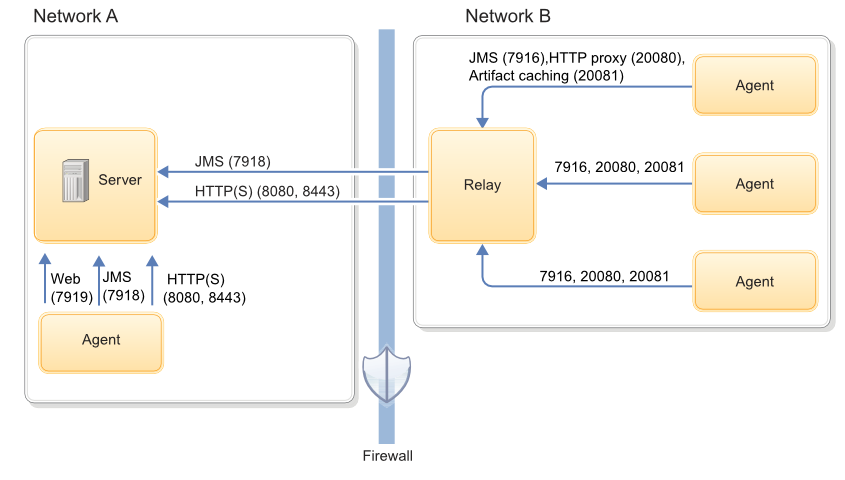 Network A
Network B
JMS (7916),HTTP proxy (20080),
Artifact caching (20081)
Agent
JMS (7918)
Server
HTTP(S) (8080, 8443)
Relay
7916, 20080, 20081
Agent
7916, 20080, 20081
Agent
Web
(7919)
JMS
(7918)
HTTP(S)
(8080, 8443)
Agent
Firewall